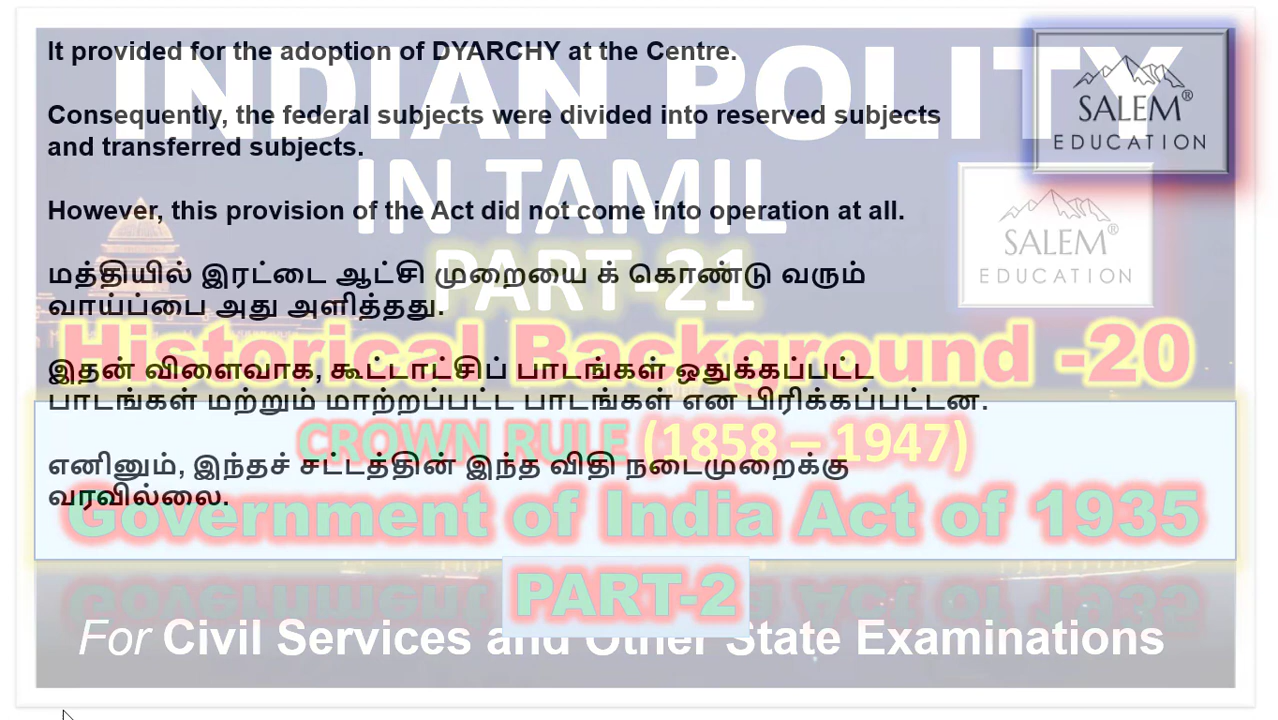 It provided for the adoption of DYARCHY at the Centre.
Consequently, the federal subjects were divided into reserved subjects
and transferred subjects.
However, this provision of the Act did not come into operation at all.
மத்தியில் இரட்டை ஆட்சி முறையை க் கொண்டு வரும்
வாய்ப்பை அது அளித்தது.
இதன் விளைவாக, கூட்டாட்சிப் பாடங்கள் ஒதுக்கப்பட்ட
பாடங்கள் மற்றும் மாற்றப்பட்ட பாடங்கள் என பிரிக்கப்பட்டன.
எனினும், இந்தச் சட்டத்தின் இந்த விதி நடைமுறைக்கு
வரவில்லை.
INDIAN POLITY
IN TAMIL
PART-21
Historical Background -20
CROWN RULE (1858 – 1947)
Government of India Act of 1935
PART-2
For Civil Services and Other State Examinations
SALEM®
EDUCATION
SALEM®
EDUCATION